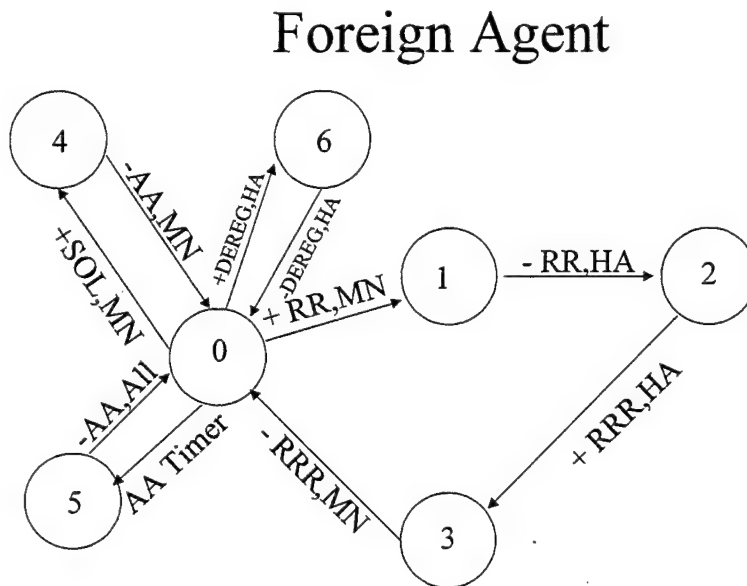 Foreign Agent
4
6
-AA,MN
+DEREG,HA
-DEREG,HA
+SOL,MN
1
- RR,HA
2
+ RR,MN
0
-AA,All
AA Timer
+ RRR,HA
- RRR,MN
5
3